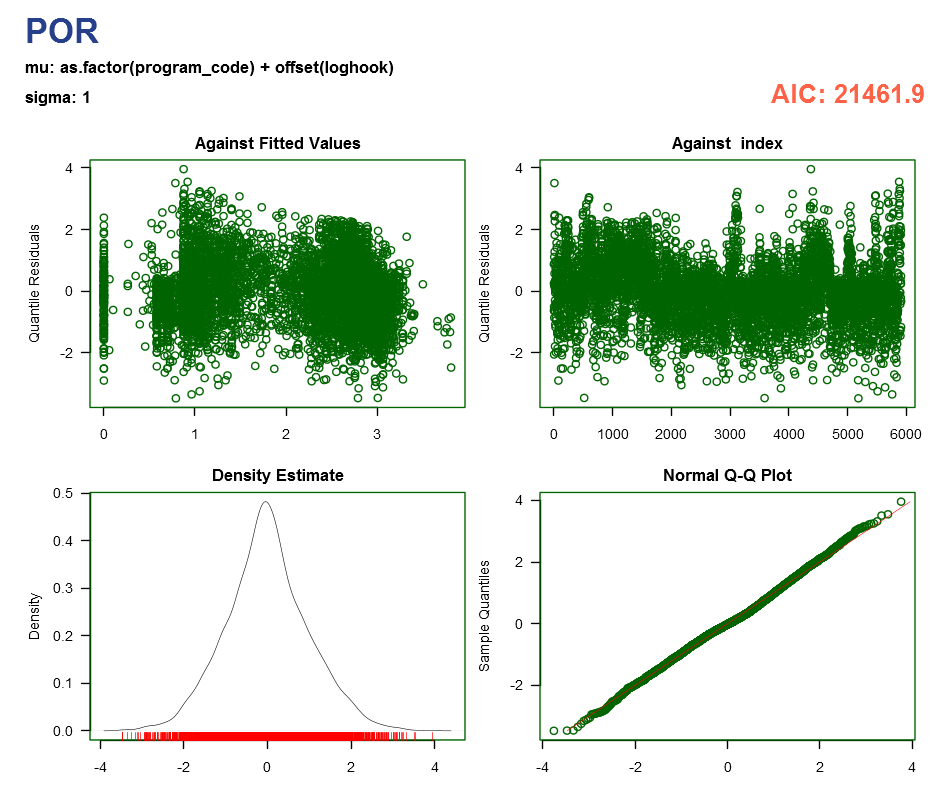 POR
mu: as.factor(program_code) + offset(loghook)
sigma: 1
AIC: 21461.9
Against Fitted Values
Quantile Residuals
4
2
0
-2
0 1 2 3
Against  index
Quantile Residuals
4
2
0
-2
0 1000 2000 3000 4000 5000 6000
Density Estimate
Density
0.5
0.4
0.3
0.2
0.1
0.0
-4 -2 0 2 4
Normal Q-Q Plot
Sample Quantiles
4
2
0
-2
-4 -2 0 2 4